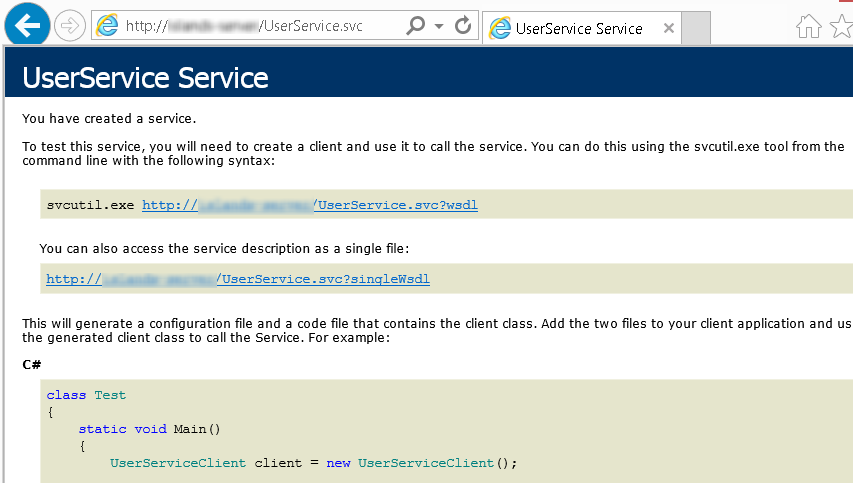 http:// /UserService.svc
UserService Service
UserService Service
You have created a service.
To test this service, you will need to create a client and use it to call the service. You can do this using the svcutil.exe tool from the
command line with the following syntax:
svcutil.exe http:// /UserService.svc?wsdl
You can also access the service description as a single file:
http:// /UserService.svc?singleWsdl
This will generate a configuration file and a code file that contains the client class. Add the two files to your client application and us
the generated client class to call the Service. For example:
C#
class Test
{
static void Main()
{
UserServiceClient client = new UserServiceClient();